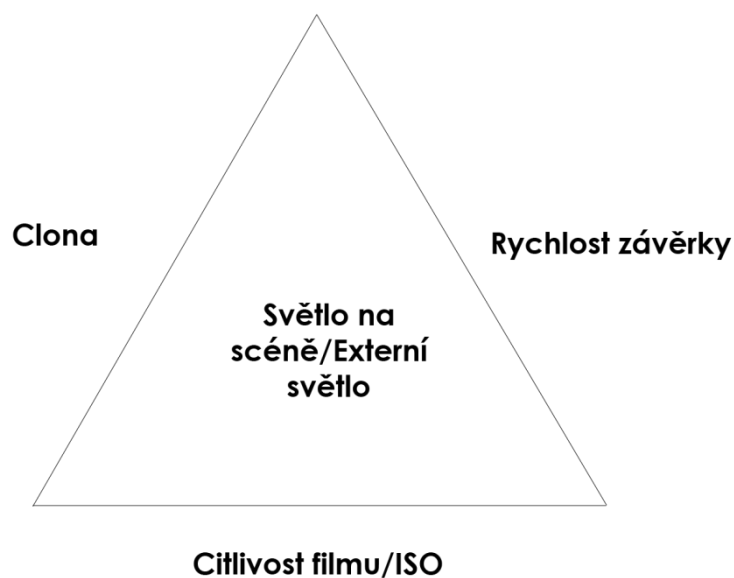 Clona
Rychlost závěrky
Světlo na
scéně/Externí
světlo
Citlivost filmu/ISO